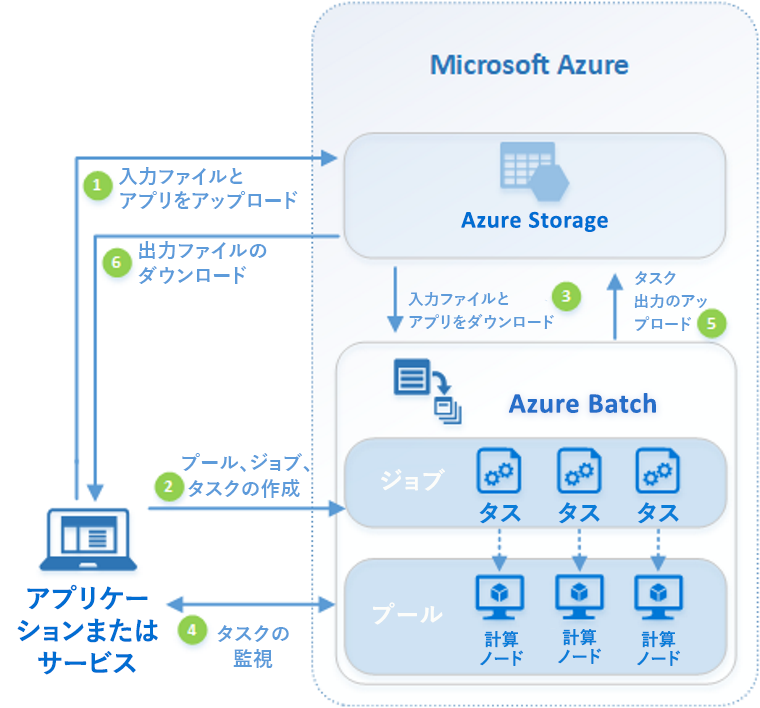 Microsoft Azure
1
入力ファイルと
アプリをアップロード
Azure Storage
6
出力ファイルの
ダウンロード
入力ファイルと
アプリをダウンロード
3
タスク
出力のアッ
プロード
5
Azure Batch
2
プール、ジョブ、
タスクの作成
ジョブ
タス
タス
タス
アプリケー
ションまたは
サービス
4
タスクの
監視
プール
計算
ノード
計算
ノード
計算
ノード